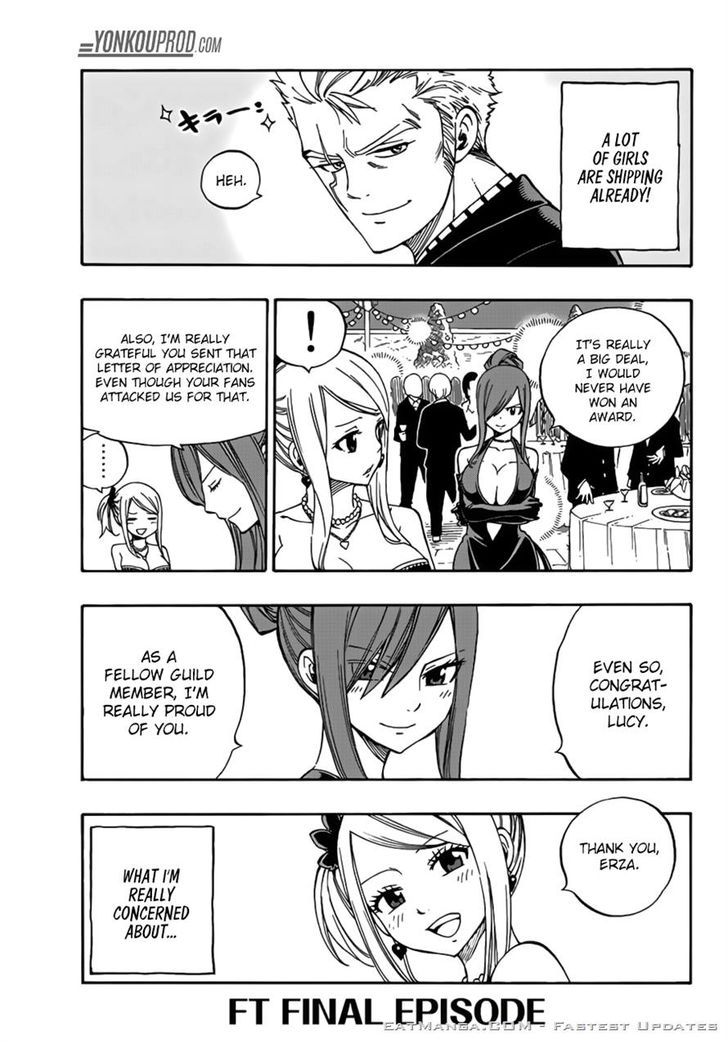 =YONKOUPROD.COM
A LOT
OF GIRLS
ARE SHIPPING
ALREADY!
キラーン
HEH.
IT'S REALLY
A BIG DEAL,
I WOULD
NEVER HAVE
WON AN
AWARD.
!
ALSO, I'M REALLY
GRATEFUL YOU SENT THAT
LETTER OF APPRECIATION.
EVEN THOUGH YOUR FANS
ATTACKED US FOR THAT.
.....
EVEN SO,
CONGRAT-
ULATIONS,
LUCY.
AS A
FELLOW GUILD
MEMBER, I'M
REALLY PROUD
OF YOU.
THANK YOU,
ERZA.
WHAT I'M
REALLY
CONCERNED
ABOUT...
FT FINAL EPISODE
EATMANGA.COM - FASTEST UPDATES